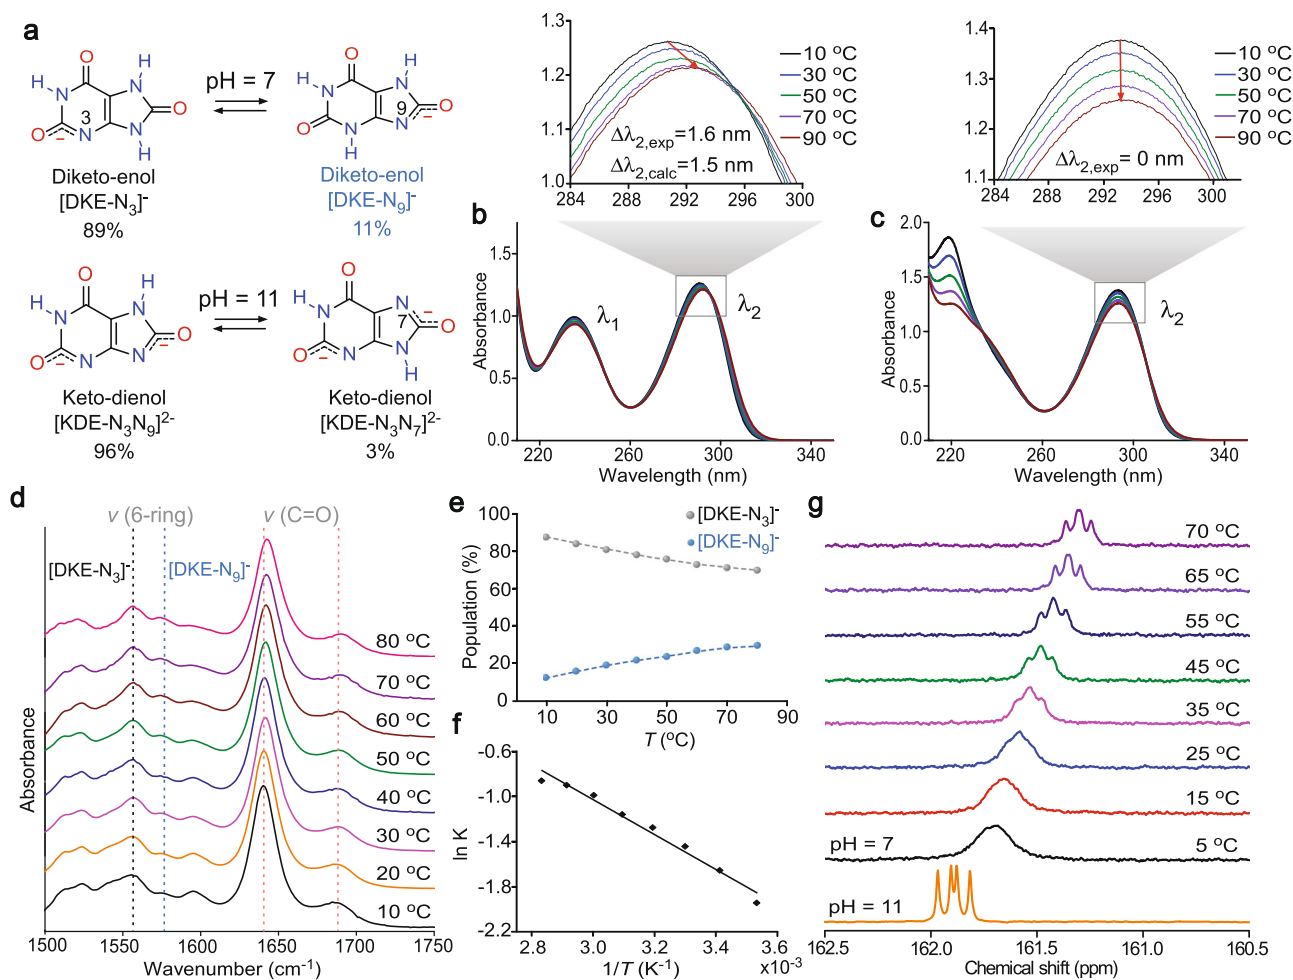 a
O
H
H
N
N
3
O
N
N
O
H
pH = 7
O
H
H
N
N
9
O
N
N
O
H
Diketo-enol
[DKE-N3]-
89%
Diketo-enol
[DKE-N9]-
11%
O
H
H
N
N
O
N
N
O
pH = 11
O
H
N
N
7
O
N
N
O
H
Keto-dienol
[KDE-N3N9]2-
96%
Keto-dienol
[KDE-N3N7]2-
3%
1.3
1.2
1.1
1.0
284 288 292 296 300
10 °C
30 °C
50 °C
70 °C
90 °C
Δλ2,exp=1.6 nm
Δλ2,calc=1.5 nm
b
1.5
1.0
0.5
0.0
Absorbance
λ1
λ2
220 260 300 340
Wavelength (nm)
1.4
1.3
1.2
1.1
284 288 292 296 300
10 °C
30 °C
50 °C
70 °C
90 °C
Δλ2,exp= 0 nm
c
2.0
1.5
1.0
0.5
0.0
Absorbance
λ2
220 260 300 340
Wavelength (nm)
d
ν (6-ring)
ν (C=O)
[DKE-N3]-
[DKE-N9]-
80 °C
70 °C
60 °C
50 °C
40 °C
30 °C
20 °C
10 °C
Absorbance
1500 1550 1600 1650 1700 1750
Wavenumber (cm-1)
e
100
80
60
40
20
0
Population (%)
[DKE-N3]-
[DKE-N9]-
10 30 50 70 90
T (°C)
f
-0.6
-1.0
-1.4
-1.8
-2.2
ln K
2.8 3.0 3.2 3.4 3.6
1/T (K-1)
x10-3
g
70 °C
65 °C
55 °C
45 °C
35 °C
25 °C
15 °C
pH = 7
5 °C
pH = 11
162.5 162.0 161.5 161.0 160.5
Chemical shift (ppm)